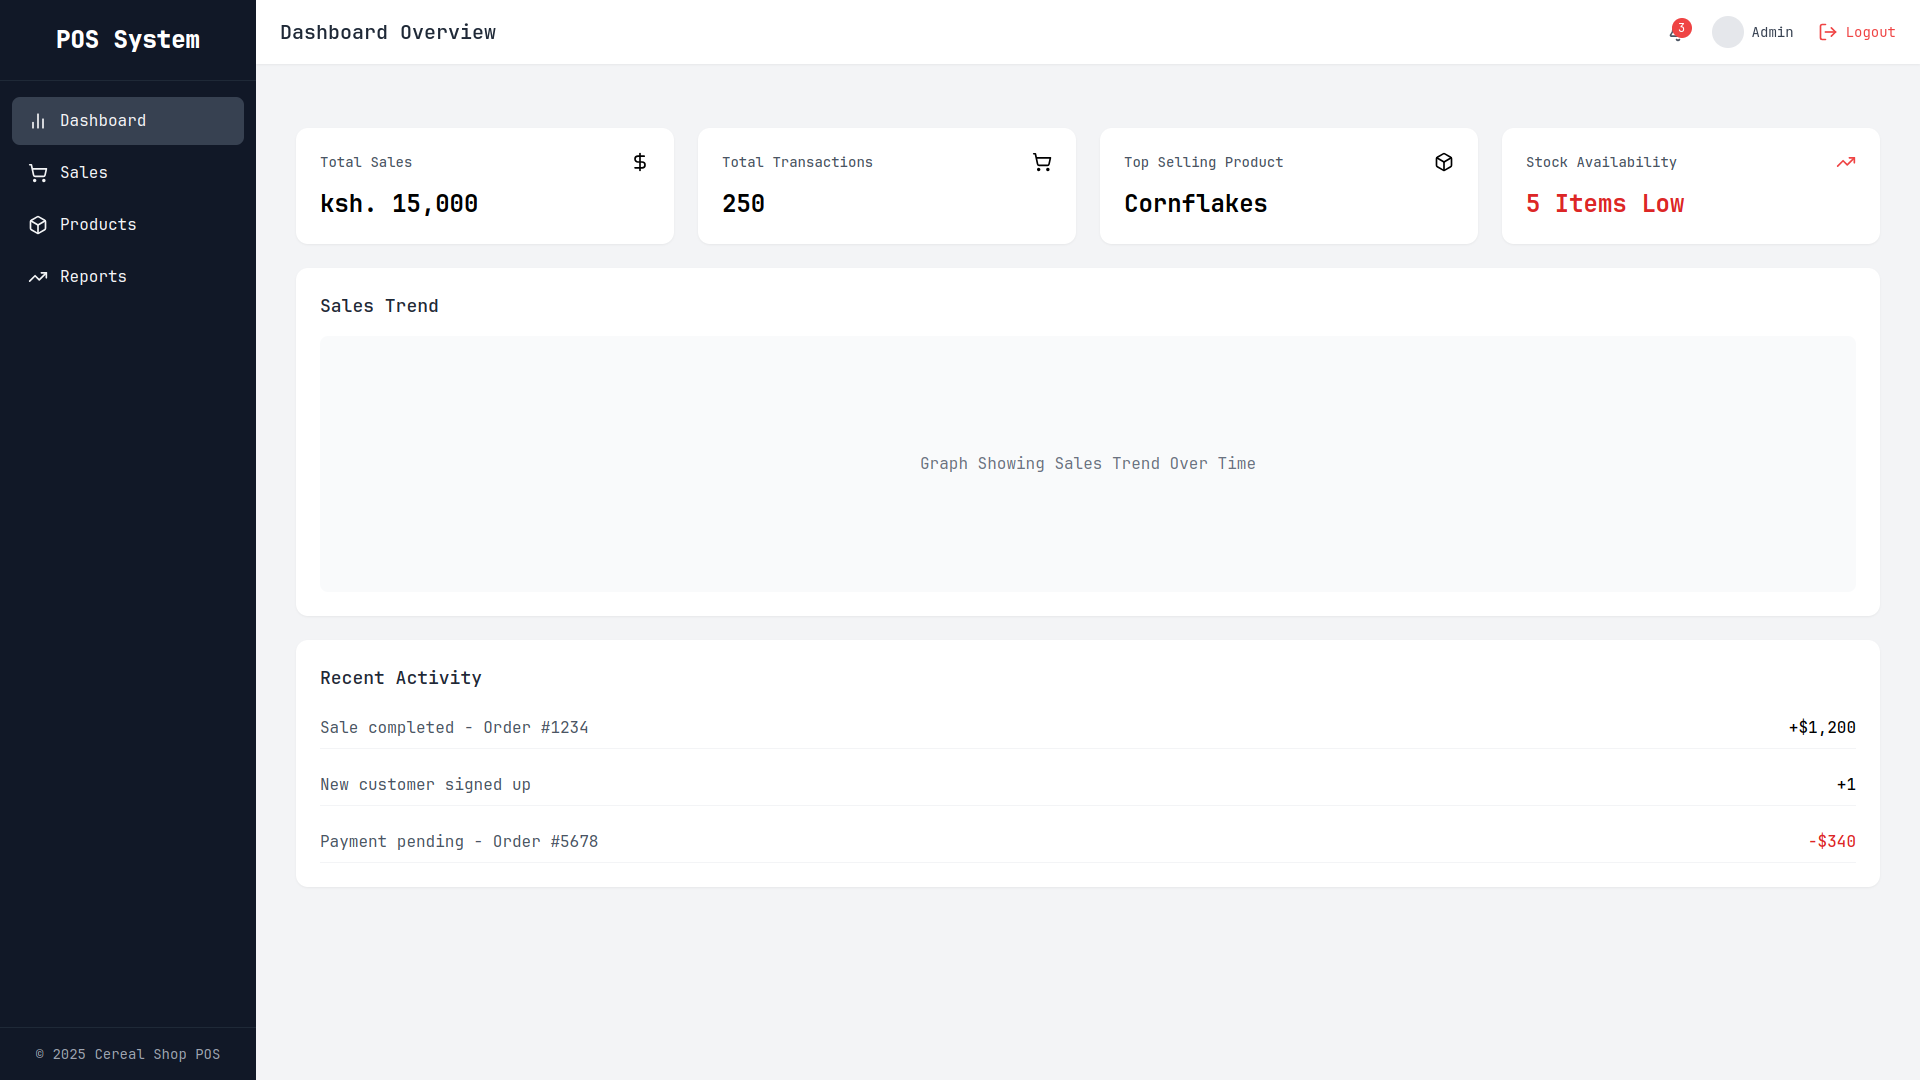 POS System
Dashboard
Sales
Products
Reports
© 2025 Cereal Shop POS
Dashboard Overview
3
Admin
Logout
Total Sales
ksh. 15,000
Total Transactions
250
Top Selling Product
Cornflakes
Stock Availability
5 Items Low
Sales Trend
Graph Showing Sales Trend Over Time
Recent Activity
Sale completed - Order #1234 +$1,200
New customer signed up +1
Payment pending - Order #5678 -$340